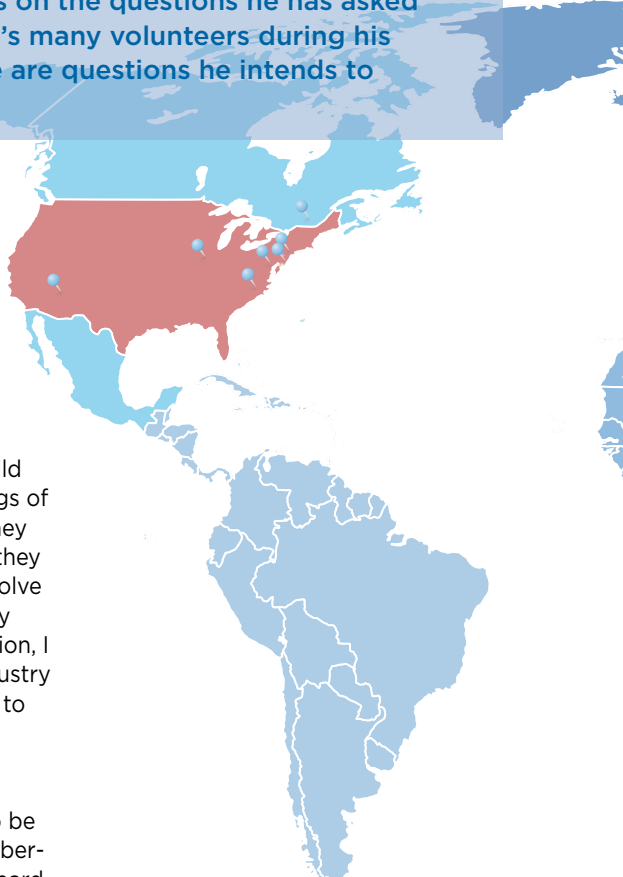 s on the questions he has asked
’s many volunteers during his
e are questions he intends to
ld
gs of
hey
they
olve
y
ion, I
ustry
to
o be
ber-